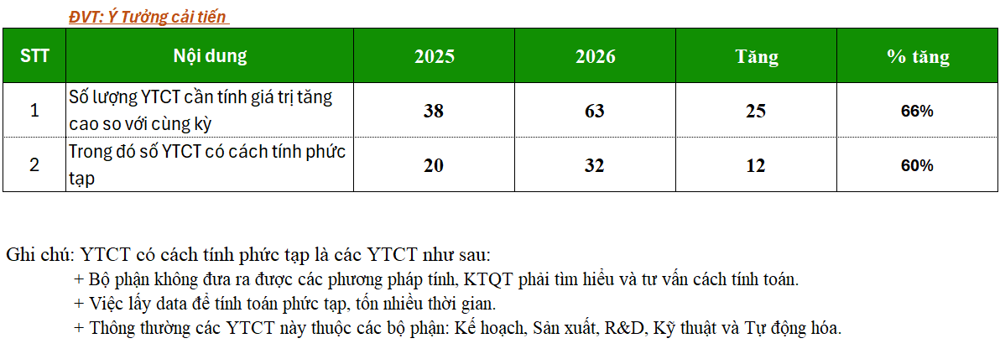 ĐVT: Ý Tưởng cải tiến
STT Nội dung 2025 2026 Tăng % tăng
1 Số lượng YTCT cần tính giá trị tăng cao so với cùng kỳ 38 63 25 66%
2 Trong đó số YTCT có cách tính phức tạp 20 32 12 60%
Ghi chú: YTCT có cách tính phức tạp là các YTCT như sau:
+ Bộ phận không đưa ra được các phương pháp tính, KTQT phải tìm hiểu và tư vấn cách tính toán.
+ Việc lấy data để tính toán phức tạp, tốn nhiều thời gian.
+ Thông thường các YTCT này thuộc các bộ phận: Kế hoạch, Sản xuất, R&D, Kỹ thuật và Tự động hóa.